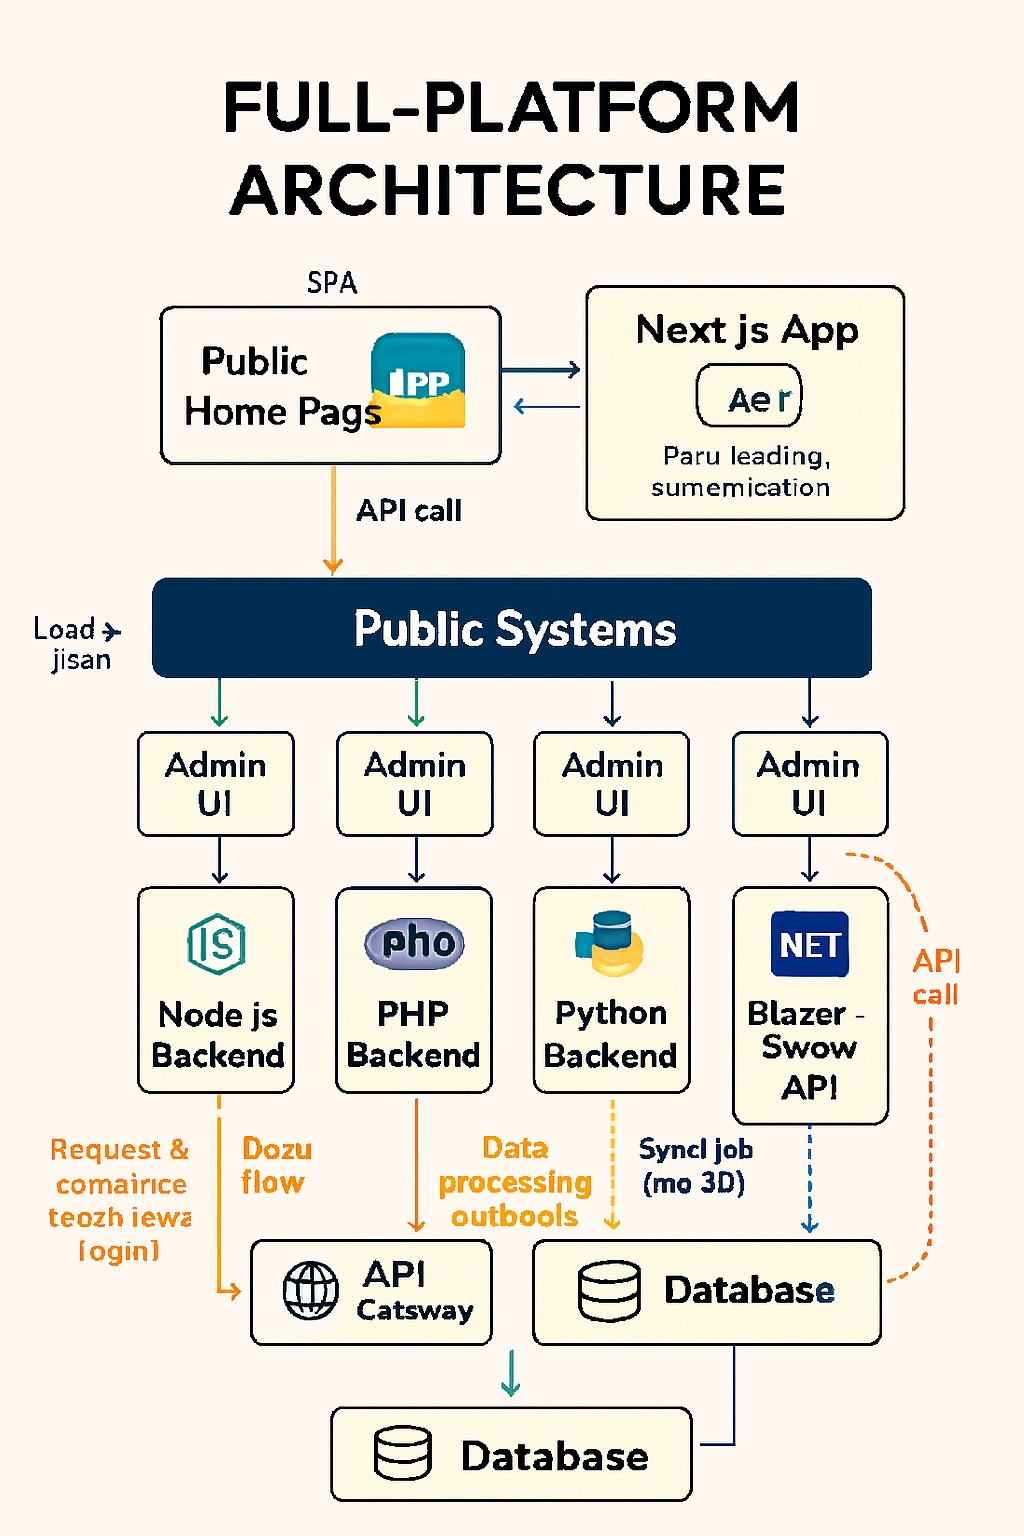 FULL-PLATFORM
ARCHITECTURE
SPA
Public
Home Pags
IPP
Next js App
Aer
Paru leading,
sumemication
API call
Public Systems
Load
jisan
Admin
UI
Admin
UI
Admin
UI
Admin
UI
IS
Node js
Backend
pho
PHP
Backend
Python
Backend
NET
Blazer -
Swow
API
API
call
Request &
comairıce
teozh iewa
[ogin]
Dozu
flow
Data
processing
outbools
Syncl job
(mo 3D)
API
Catsway
Database
Database